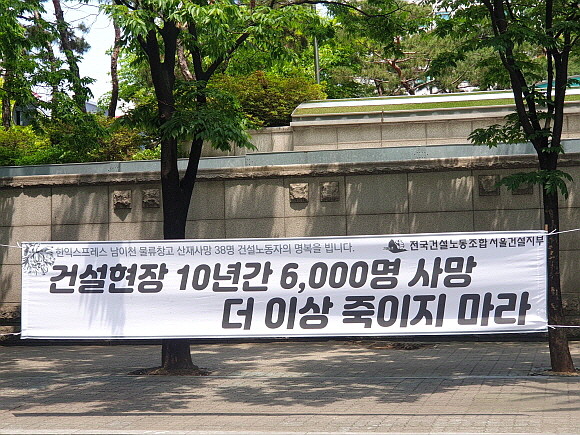 한익스프레스 남이천 물류창고 산재사망 38명 건설노동자의 명복을 빕니다.
전국건설노동조합 서울건설지부
건설현장 10년간 6,000명 사망
더 이상 죽이지 마라